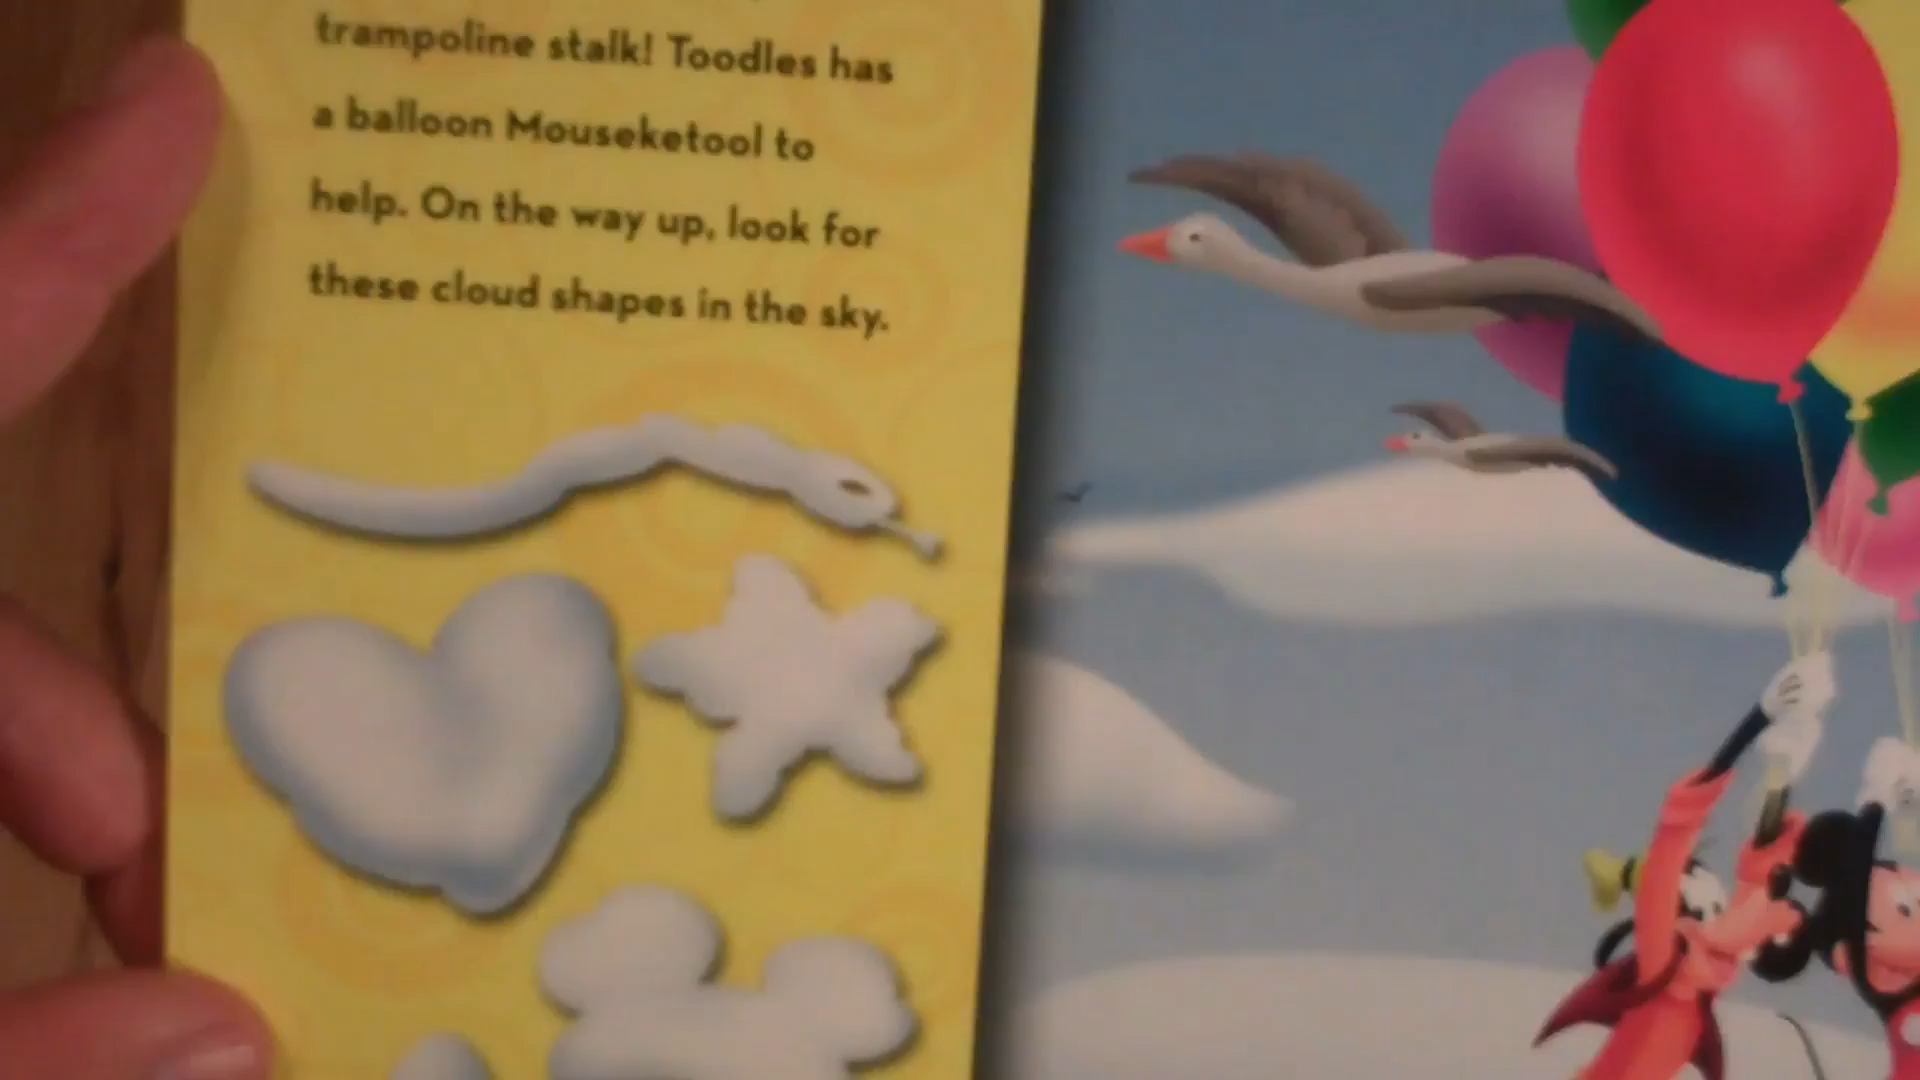 trampoline stalk! Toodles has
a balloon Mouseketool to
help. On the way up, look for
these cloud shapes in the sky.